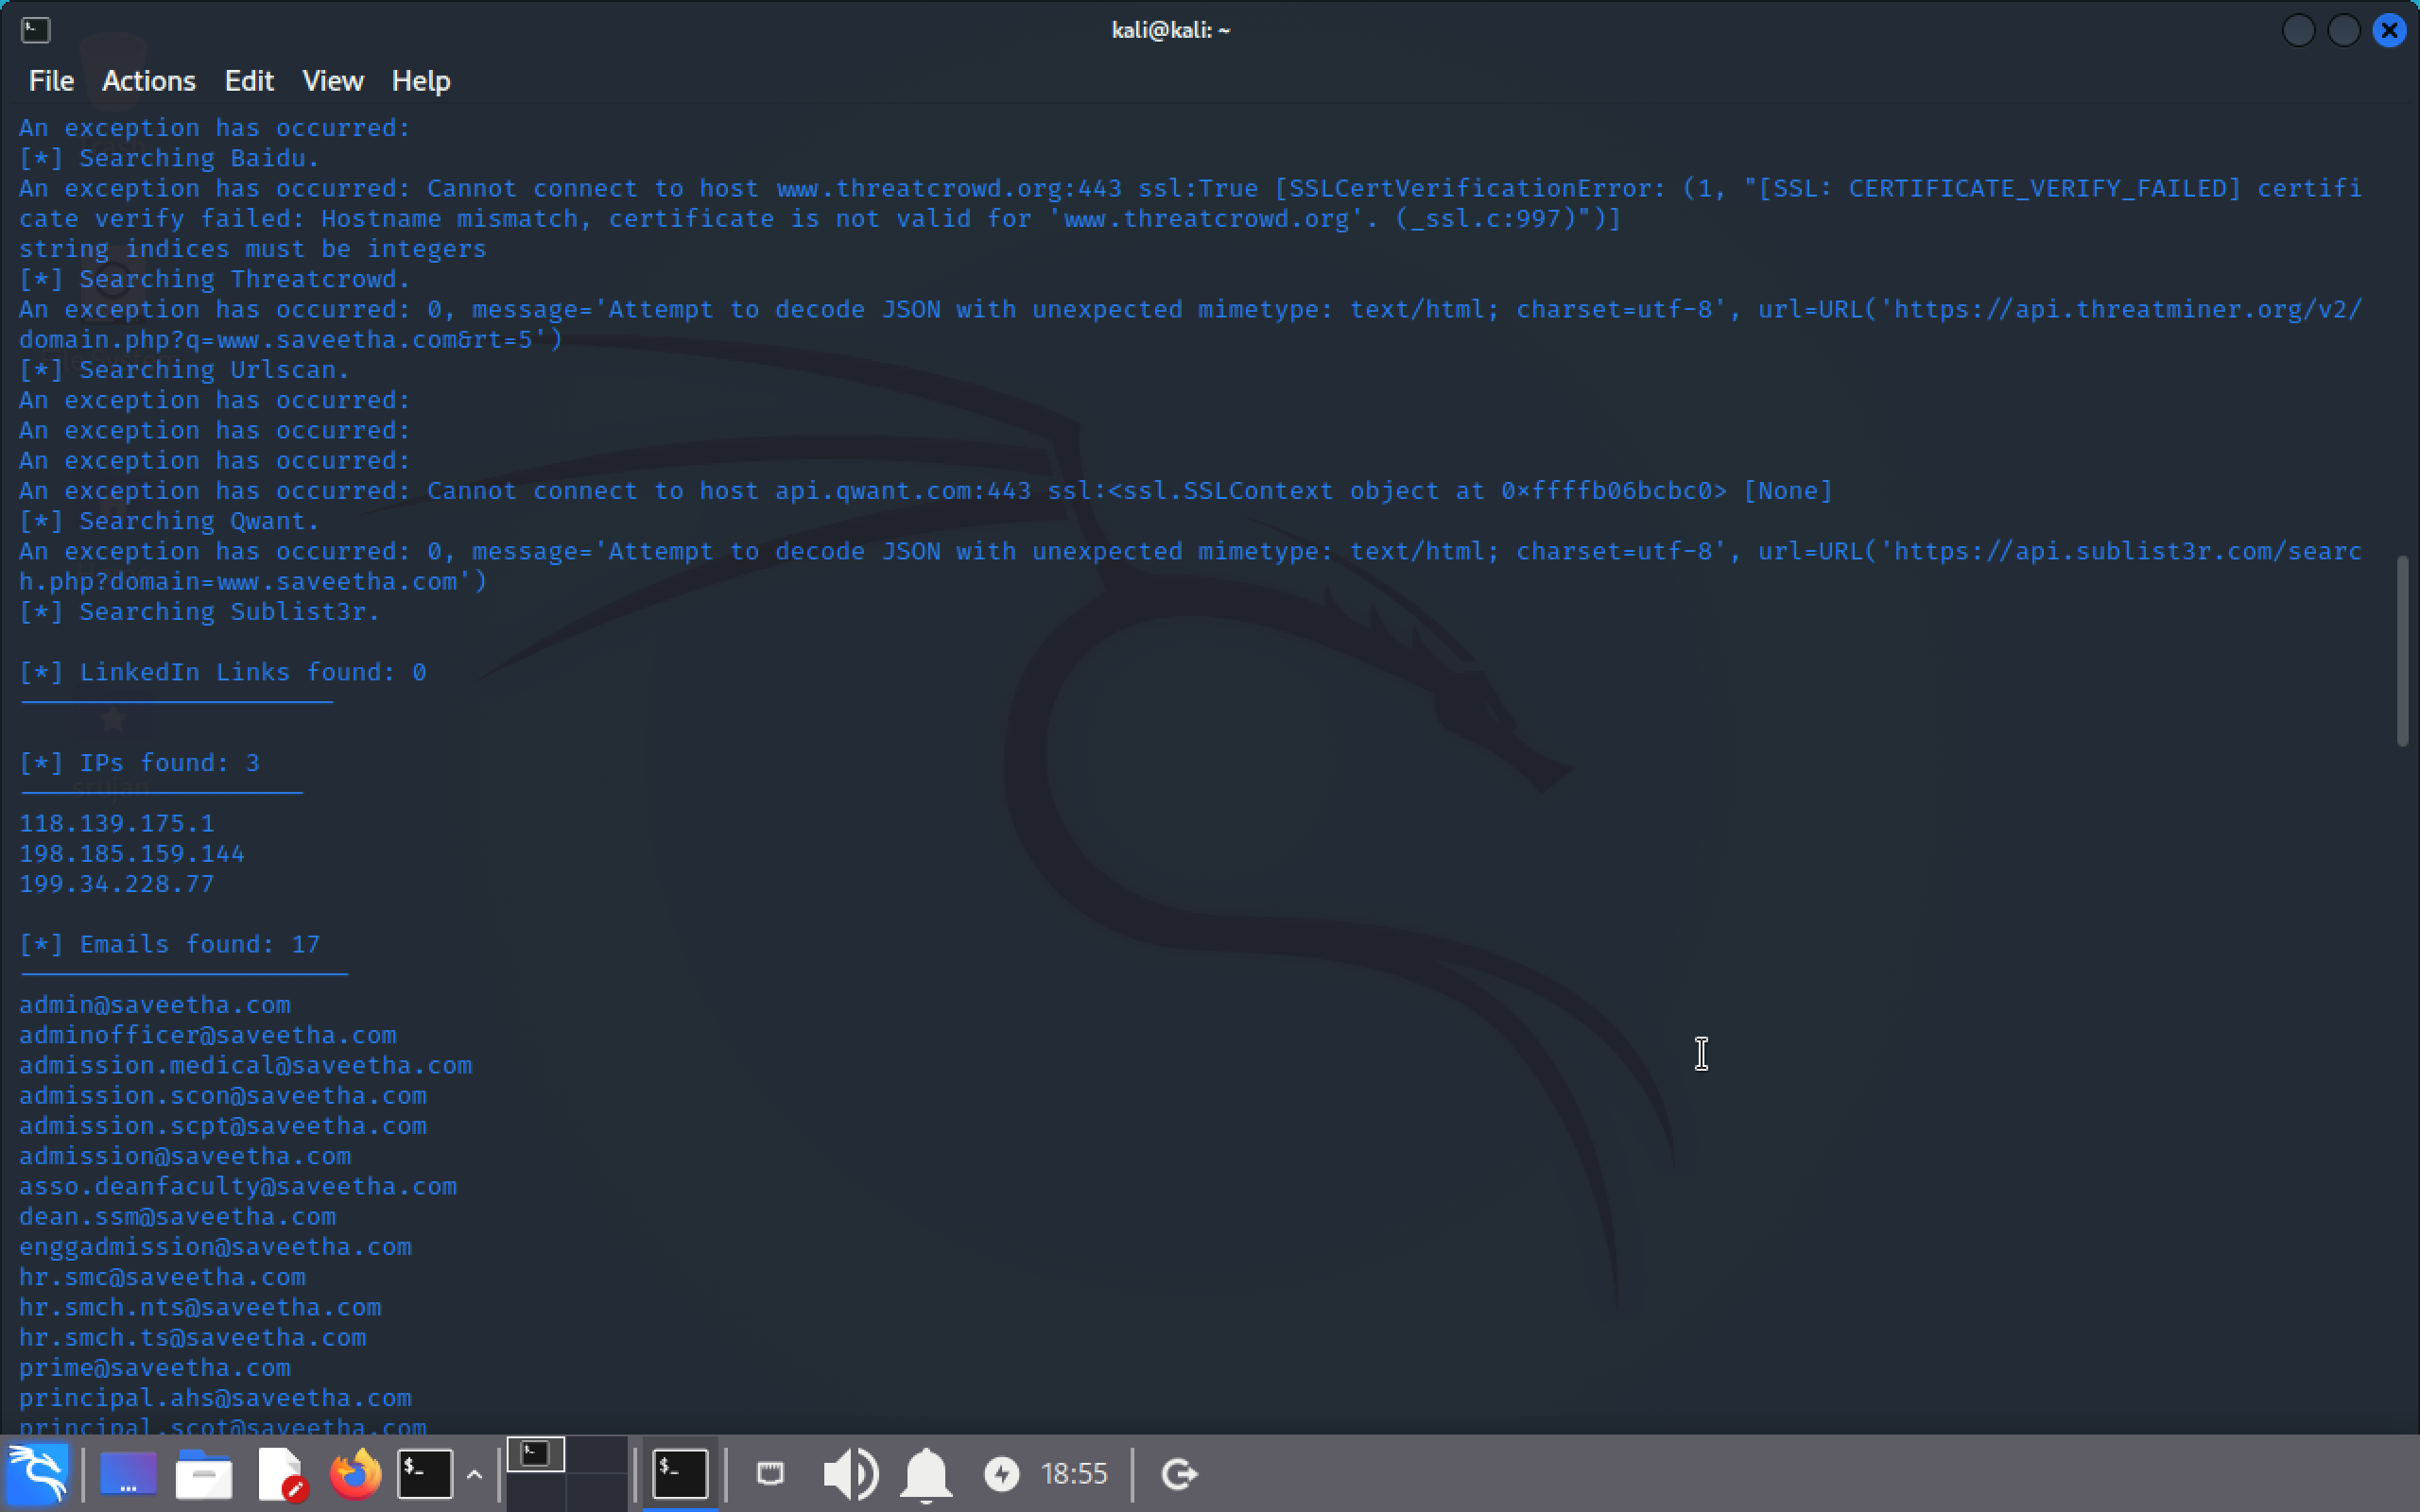 kali@kali: ~
File Actions Edit View Help
An exception has occurred:
[*] Searching Baidu.
An exception has occurred: Cannot connect to host www.threatcrowd.org:443 ssl:True [SSLCertVerificationError: (1, "[SSL: CERTIFICATE_VERIFY_FAILED] certifi
cate verify failed: Hostname mismatch, certificate is not valid for 'www.threatcrowd.org'. (_ssl.c:997)")]
string indices must be integers
[*] Searching Threatcrowd.
An exception has occurred: 0, message='Attempt to decode JSON with unexpected mimetype: text/html; charset=utf-8', url=URL('https://api.threatminer.org/v2/
domain.php?q=www.saveetha.com&rt=5')
[*] Searching Urlscan.
An exception has occurred:
An exception has occurred:
An exception has occurred:
An exception has occurred: Cannot connect to host api.qwant.com:443 ssl:<ssl.SSLContext object at 0×ffffb06bcbc0> [None]
[*] Searching Qwant.
An exception has occurred: 0, message='Attempt to decode JSON with unexpected mimetype: text/html; charset=utf-8', url=URL('https://api.sublist3r.com/searc
h.php?domain=www.saveetha.com')
[*] Searching Sublist3r.
[*] LinkedIn Links found: 0
[*] IPs found: 3
srujan
118.139.175.1
198.185.159.144
199.34.228.77
[*] Emails found: 17
admin@saveetha.com
adminofficer@saveetha.com
admission.medical@saveetha.com
admission.scon@saveetha.com
admission.scpt@saveetha.com
admission@saveetha.com
asso.deanfaculty@saveetha.com
dean.ssm@saveetha.com
enggadmission@saveetha.com
hr.smc@saveetha.com
hr.smch.nts@saveetha.com
hr.smch.ts@saveetha.com
prime@saveetha.com
principal.ahs@saveetha.com
principal.scot@saveetha.com
18:55